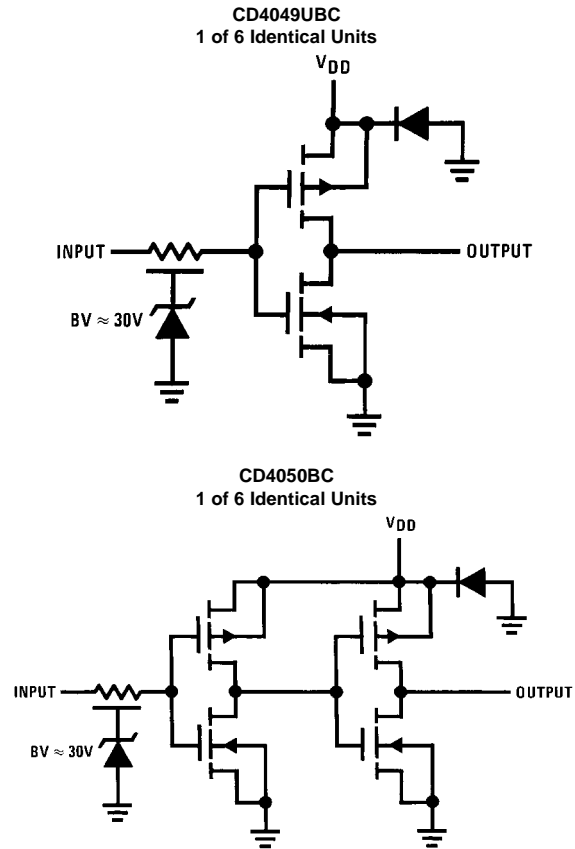 CD4049UBC
1 of 6 Identical Units
VDD
INPUT
OUTPUT
BV ≈ 30V
CD4050BC
1 of 6 Identical Units
VDD
INPUT
OUTPUT
BV ≈ 30V